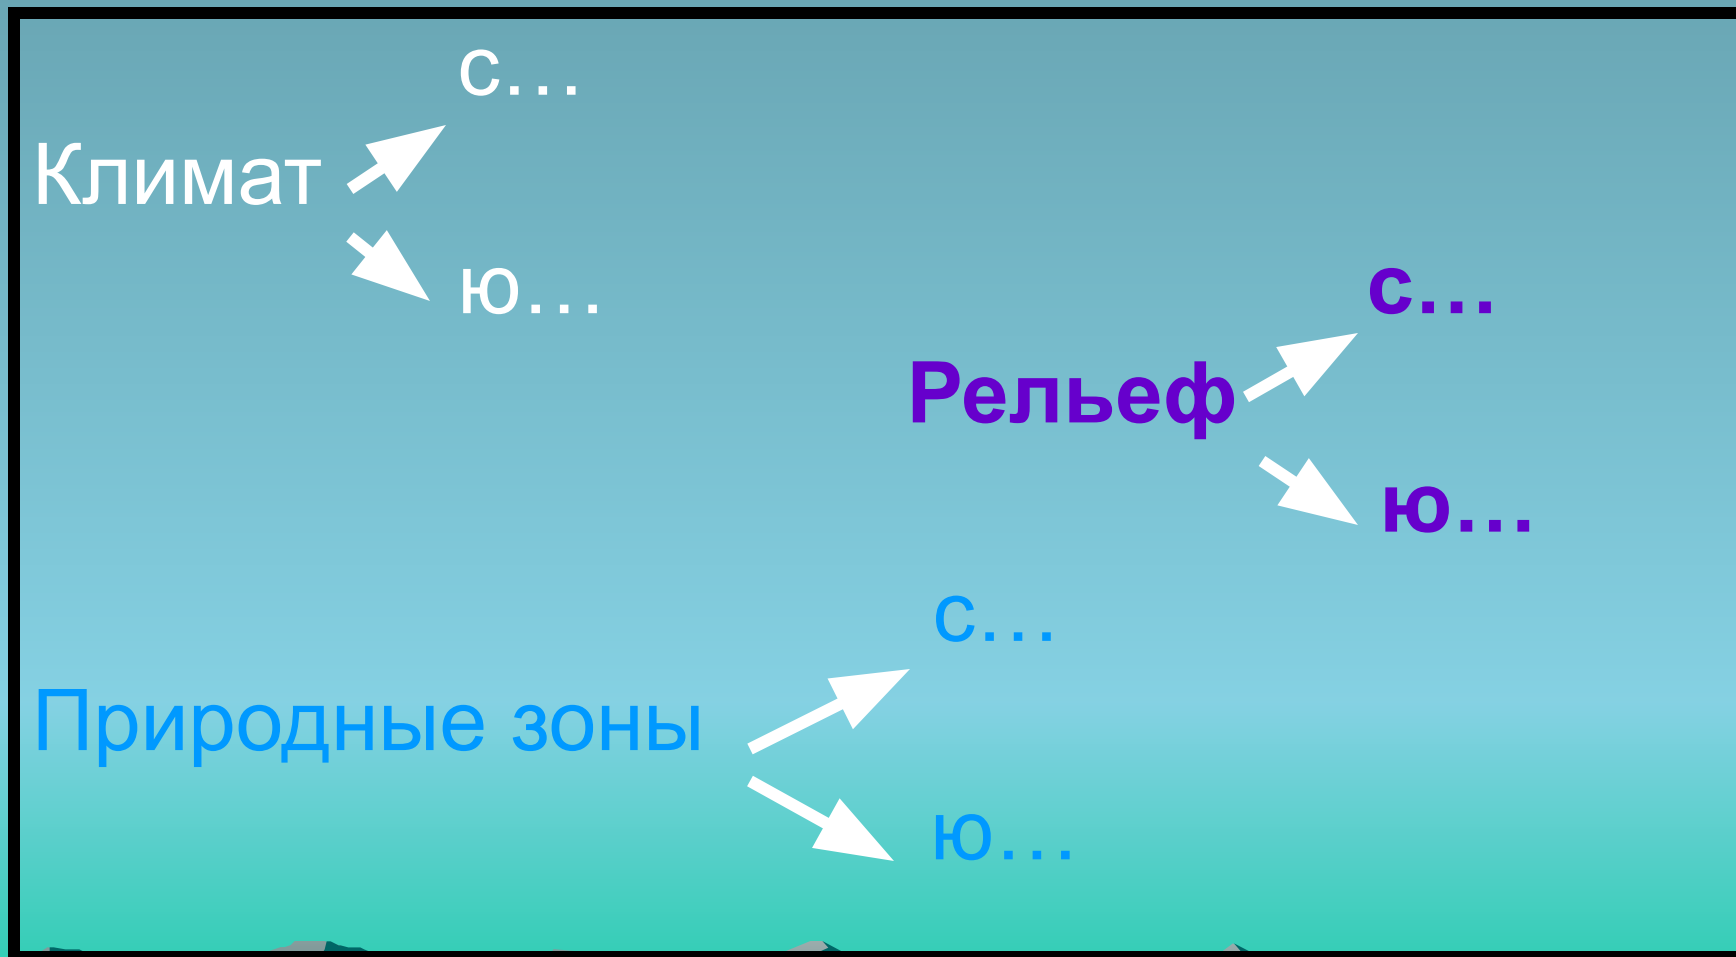 с…
Климат
ю…
с…
Рельеф
ю…
с…
Природные зоны
ю…